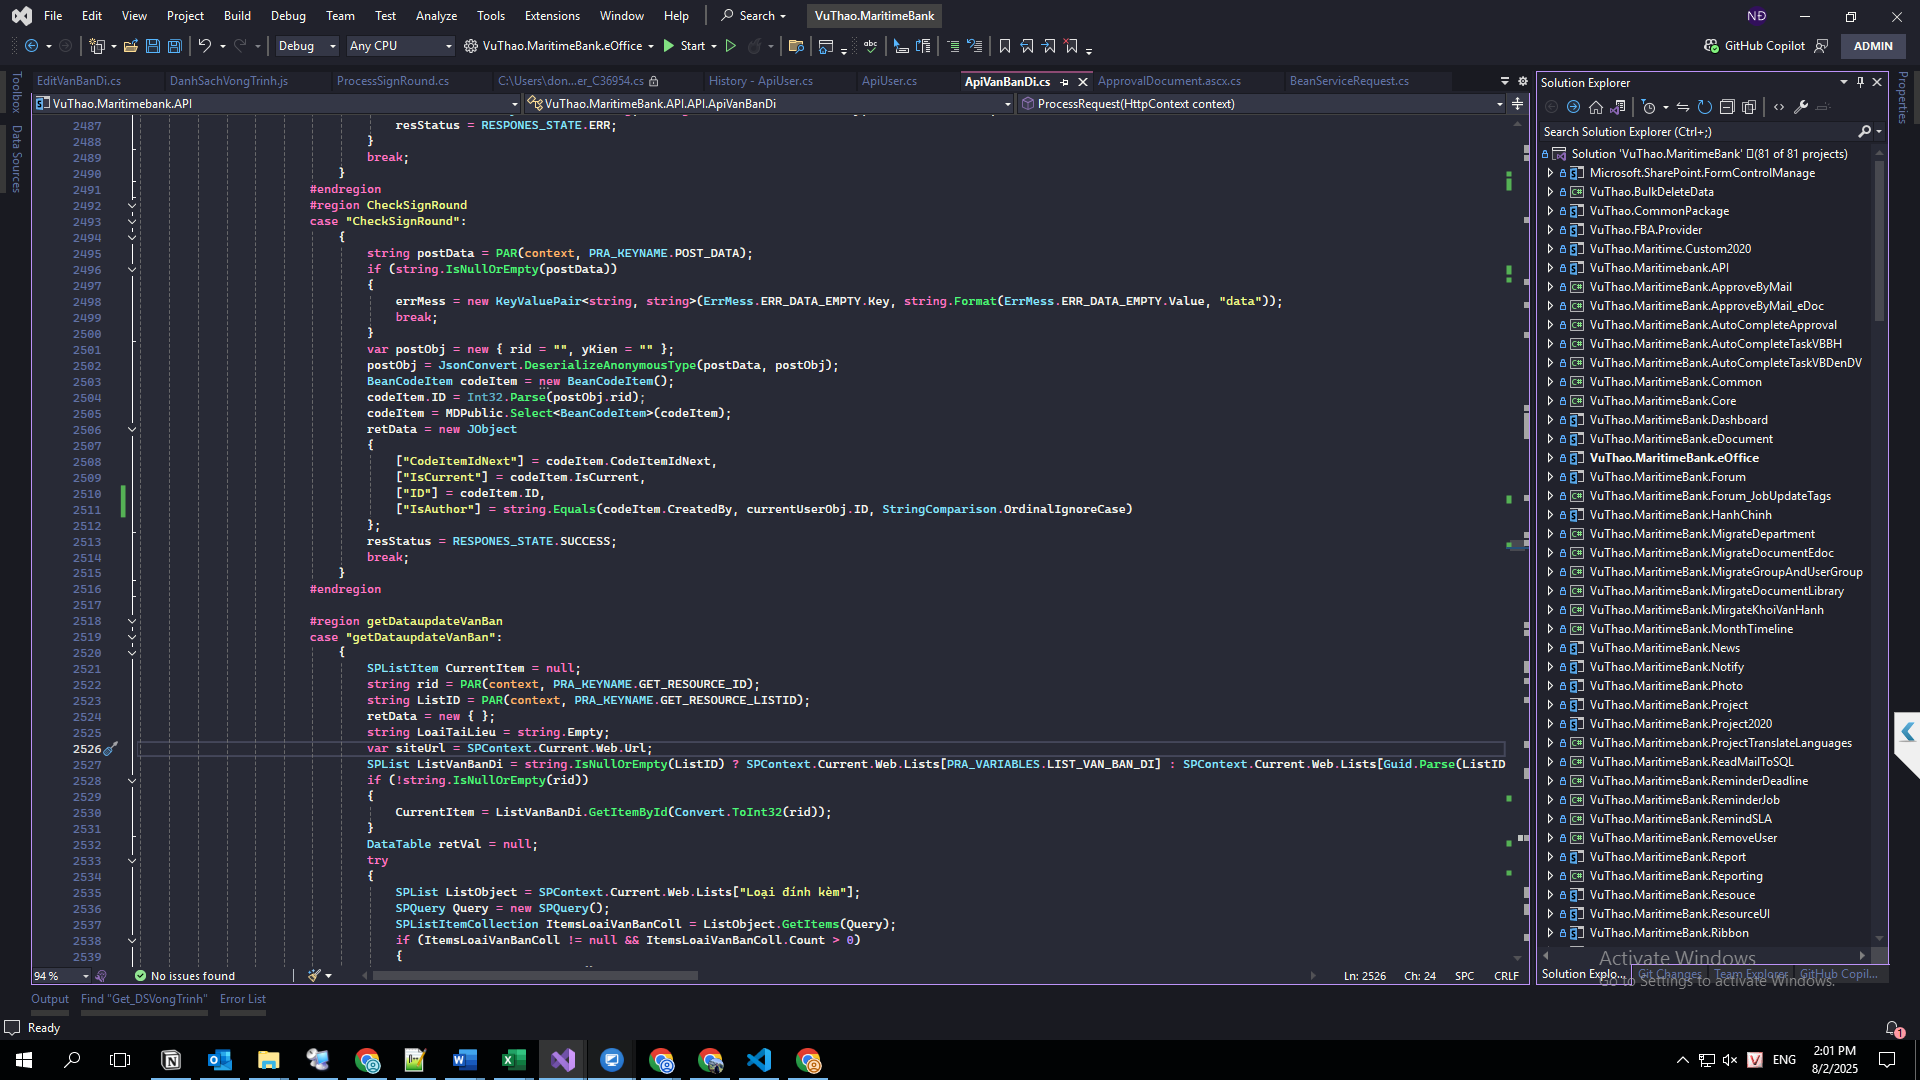 File Edit View Project Build Debug Team Test Analyze Tools Extensions Window Help Search VuThao.MaritimeBank NĐ
Debug Any CPU VuThao.MaritimeBank.eOffice Start GitHub Copilot ADMIN
EditVanBanDi.cs DanhSachVongTrinh.js ProcessSignRound.cs C:\Users\don...er_C36954.cs History - ApiUser.cs ApiUser.cs ApiVanBanDi.cs ApprovalDocument.ascx.cs BeanServiceRequest.cs
VuThao.Maritimebank.API VuThao.MaritimeBank.API.API.ApiVanBanDi ProcessRequest(HttpContext context)
Toolbox
Data Sources
2487 resStatus = RESPONES_STATE.ERR;
2488 }
2489 break;
2490 }
2491 #endregion
2492 #region CheckSignRound
2493 case "CheckSignRound":
2494 {
2495 string postData = PAR(context, PRA_KEYNAME.POST_DATA);
2496 if (string.IsNullOrEmpty(postData))
2497 {
2498 errMess = new KeyValuePair<string, string>(ErrMess.ERR_DATA_EMPTY.Key, string.Format(ErrMess.ERR_DATA_EMPTY.Value, "data"));
2499 break;
2500 }
2501 var postObj = new { rid = "", yKien = "" };
2502 postObj = JsonConvert.DeserializeAnonymousType(postData, postObj);
2503 BeanCodeItem codeItem = new BeanCodeItem();
2504 codeItem.ID = Int32.Parse(postObj.rid);
2505 codeItem = MDPublic.Select<BeanCodeItem>(codeItem);
2506 retData = new JObject
2507 {
2508 ["CodeItemIdNext"] = codeItem.CodeItemIdNext,
2509 ["IsCurrent"] = codeItem.IsCurrent,
2510 ["ID"] = codeItem.ID,
2511 ["IsAuthor"] = string.Equals(codeItem.CreatedBy, currentUserObj.ID, StringComparison.OrdinalIgnoreCase)
2512 };
2513 resStatus = RESPONES_STATE.SUCCESS;
2514 break;
2515 }
2516 #endregion
2517
2518 #region getDataupdateVanBan
2519 case "getDataupdateVanBan":
2520 {
2521 SPListItem CurrentItem = null;
2522 string rid = PAR(context, PRA_KEYNAME.GET_RESOURCE_ID);
2523 string ListID = PAR(context, PRA_KEYNAME.GET_RESOURCE_LISTID);
2524 retData = new { };
2525 string LoaiTaiLieu = string.Empty;
2526 var siteUrl = SPContext.Current.Web.Url;
2527 SPList ListVanBanDi = string.IsNullOrEmpty(ListID) ? SPContext.Current.Web.Lists[PRA_VARIABLES.LIST_VAN_BAN_DI] : SPContext.Current.Web.Lists[Guid.Parse(ListID
2528 if (!string.IsNullOrEmpty(rid))
2529 {
2530 CurrentItem = ListVanBanDi.GetItemById(Convert.ToInt32(rid));
2531 }
2532 DataTable retVal = null;
2533 try
2534 {
2535 SPList ListObject = SPContext.Current.Web.Lists["Loại đính kèm"];
2536 SPQuery Query = new SPQuery();
2537 SPListItemCollection ItemsLoaiVanBanColl = ListObject.GetItems(Query);
2538 if (ItemsLoaiVanBanColl != null && ItemsLoaiVanBanColl.Count > 0)
2539 {
94 % No issues found Ln: 2526 Ch: 24 SPC CRLF
Solution Explorer
Search Solution Explorer (Ctrl+;)
Solution 'VuThao.MaritimeBank' (81 of 81 projects)
Microsoft.SharePoint.FormControlManage
VuThao.BulkDeleteData
VuThao.CommonPackage
VuThao.FBA.Provider
VuThao.Maritime.Custom2020
VuThao.Maritimebank.API
VuThao.MaritimeBank.ApproveByMail
VuThao.MaritimeBank.ApproveByMail_eDoc
VuThao.MaritimeBank.AutoCompleteApproval
VuThao.MaritimeBank.AutoCompleteTaskVBBH
VuThao.MaritimeBank.AutoCompleteTaskVBDenDV
VuThao.MaritimeBank.Common
VuThao.MaritimeBank.Core
VuThao.MaritimeBank.Dashboard
VuThao.MaritimeBank.eDocument
VuThao.MaritimeBank.eOffice
VuThao.MaritimeBank.Forum
VuThao.MaritimeBank.Forum_JobUpdateTags
VuThao.MaritimeBank.HanhChinh
VuThao.MaritimeBank.MigrateDepartment
VuThao.MaritimeBank.MigrateDocumentEdoc
VuThao.MaritimeBank.MigrateGroupAndUserGroup
VuThao.MaritimeBank.MirgateDocumentLibrary
VuThao.MaritimeBank.MirgateKhoiVanHanh
VuThao.MaritimeBank.MonthTimeline
VuThao.MaritimeBank.News
VuThao.MaritimeBank.Notify
VuThao.MaritimeBank.Photo
VuThao.MaritimeBank.Project
VuThao.MaritimeBank.Project2020
VuThao.MaritimeBank.ProjectTranslateLanguages
VuThao.MaritimeBank.ReadMailToSQL
VuThao.MaritimeBank.ReminderDeadline
VuThao.MaritimeBank.ReminderJob
VuThao.MaritimeBank.RemindSLA
VuThao.MaritimeBank.RemoveUser
VuThao.MaritimeBank.Report
VuThao.MaritimeBank.Reporting
VuThao.MaritimeBank.Resouce
VuThao.MaritimeBank.ResourceUI
VuThao.MaritimeBank.Ribbon
Solution Explo... Git Changes Team Explorer GitHub Copil...
Activate Windows
Go to Settings to activate Windows.
Properties
Output Find "Get_DSVongTrinh" Error List
Ready 1
ENG 2:01 PM
8/2/2025